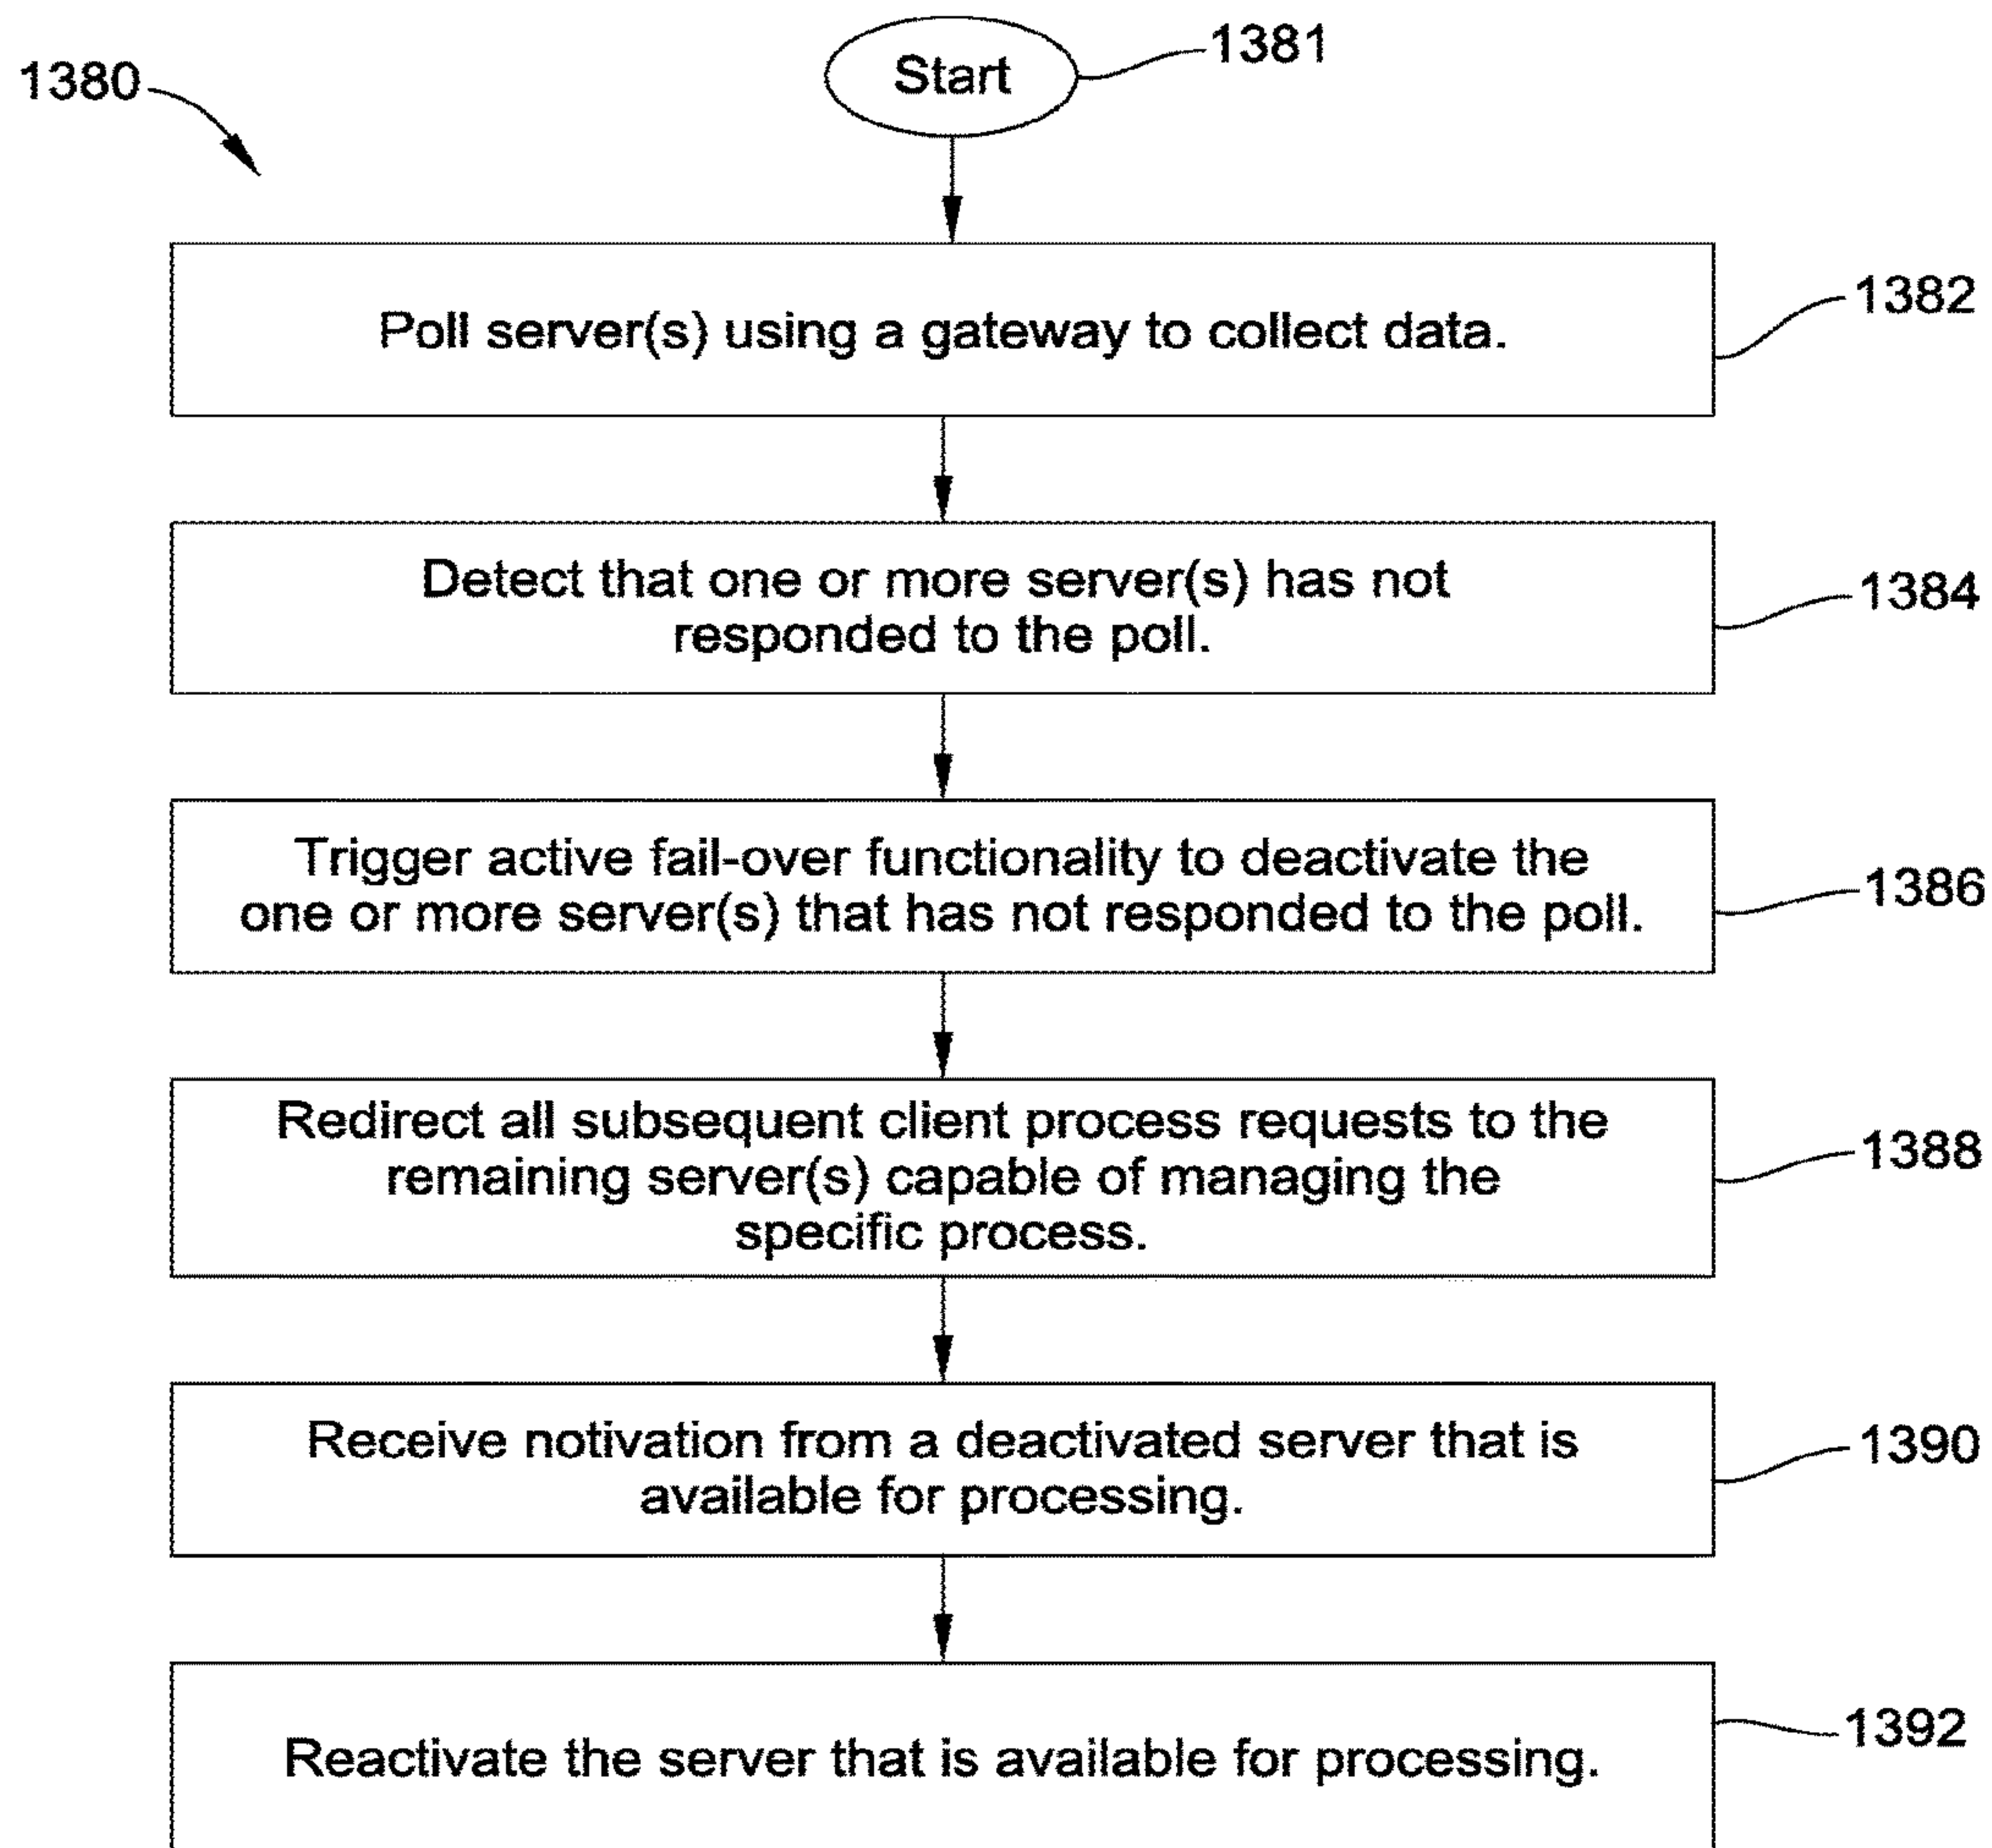 1380
Start
1381
Poll server(s) using a gateway to collect data.
1382
Detect that one or more server(s) has not
responded to the poll.
1384
Trigger active fail-over functionality to deactivate the
one or more server(s) that has not responded to the poll.
1386
Redirect all subsequent client process requests to the
remaining server(s) capable of managing the
specific process.
1388
Receive notivation from a deactivated server that is
available for processing.
1390
Reactivate the server that is available for processing.
1392